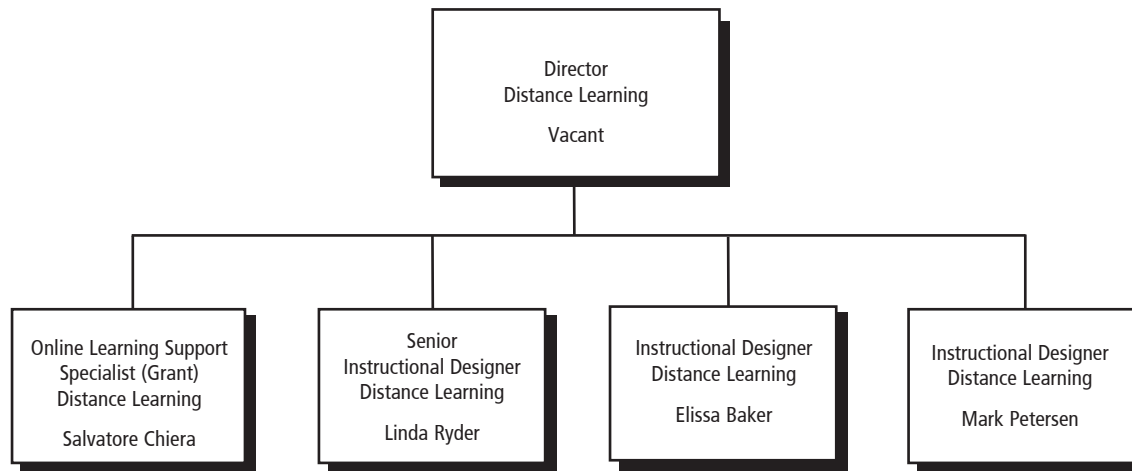 Director
Distance Learning
Vacant
Online Learning Support
Specialist (Grant)
Distance Learning
Salvatore Chiera
Senior
Instructional Designer
Distance Learning
Linda Ryder
Instructional Designer
Distance Learning
Elissa Baker
Instructional Designer
Distance Learning
Mark Petersen